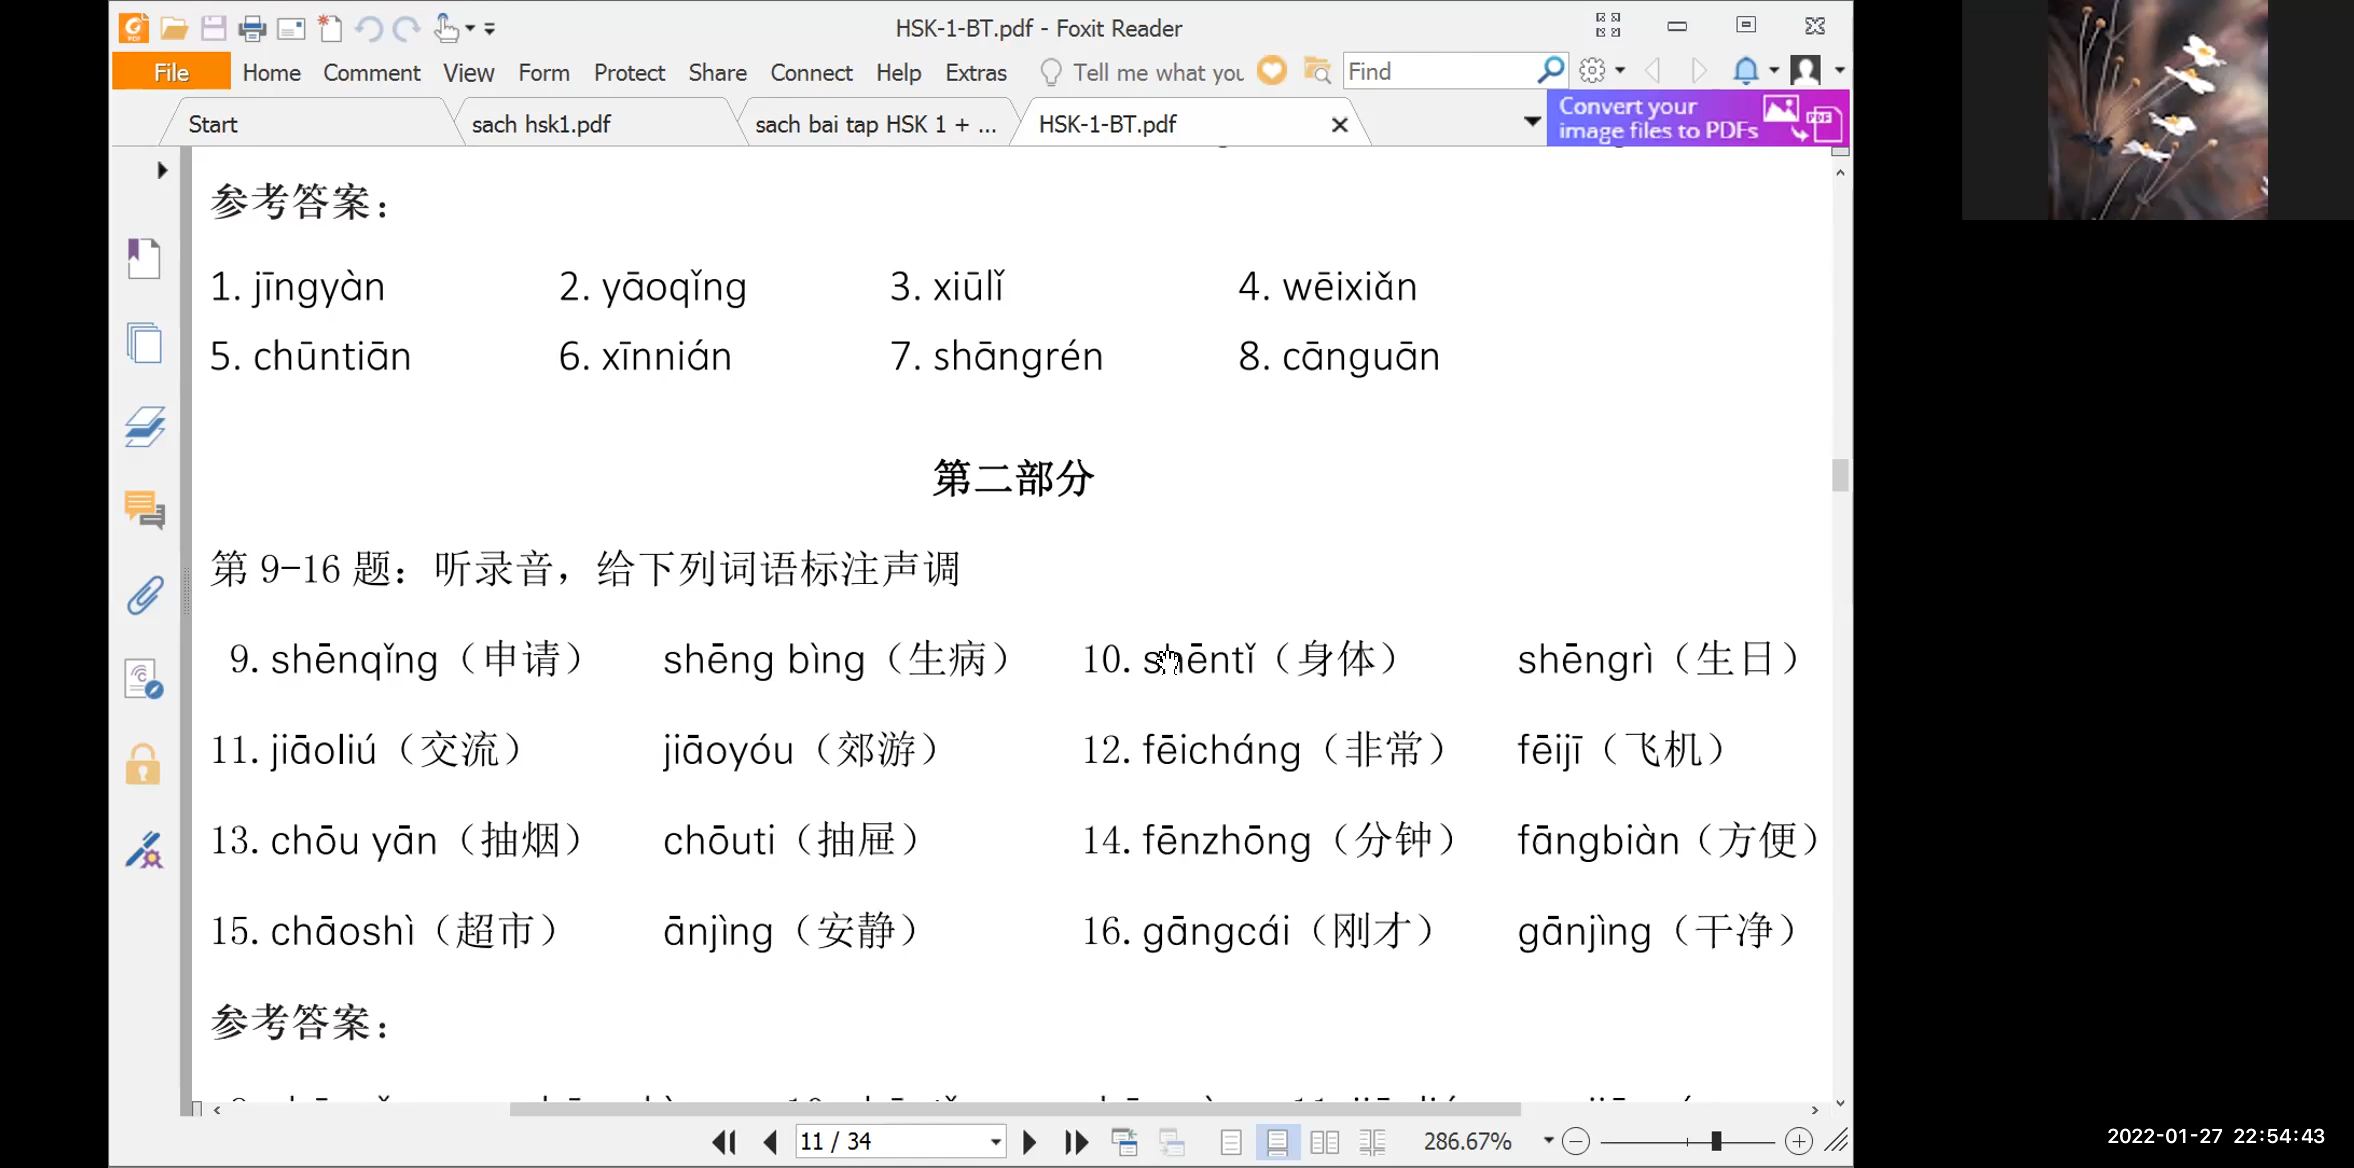 HSK-1-BT.pdf - Foxit Reader
File Home Comment View Form Protect Share Connect Help Extras Tell me what you Find
Start sach hsk1.pdf sach bai tap HSK 1 + ... HSK-1-BT.pdf
Convert your
image files to PDFs
参考答案：
1. jīngyàn 2. yāoqǐng 3. xiūlǐ 4. wēixiǎn
5. chūntiān 6. xīnnián 7. shāngrén 8. cānguān
第二部分
第 9-16 题：听录音，给下列词语标注声调
9. shēnqǐng（申请） shēng bìng（生病） 10. shēntǐ（身体） shēngrì（生日）
11. jiāoliú（交流） jiāoyóu（郊游） 12. fēicháng（非常） fēijī（飞机）
13. chōu yān（抽烟） chōuti（抽屉） 14. fēnzhōng（分钟） fāngbiàn（方便）
15. chāoshì（超市） ānjìng（安静） 16. gāngcái（刚才） gānjìng（干净）
参考答案：
11 / 34 286.67%
2022-01-27 22:54:43